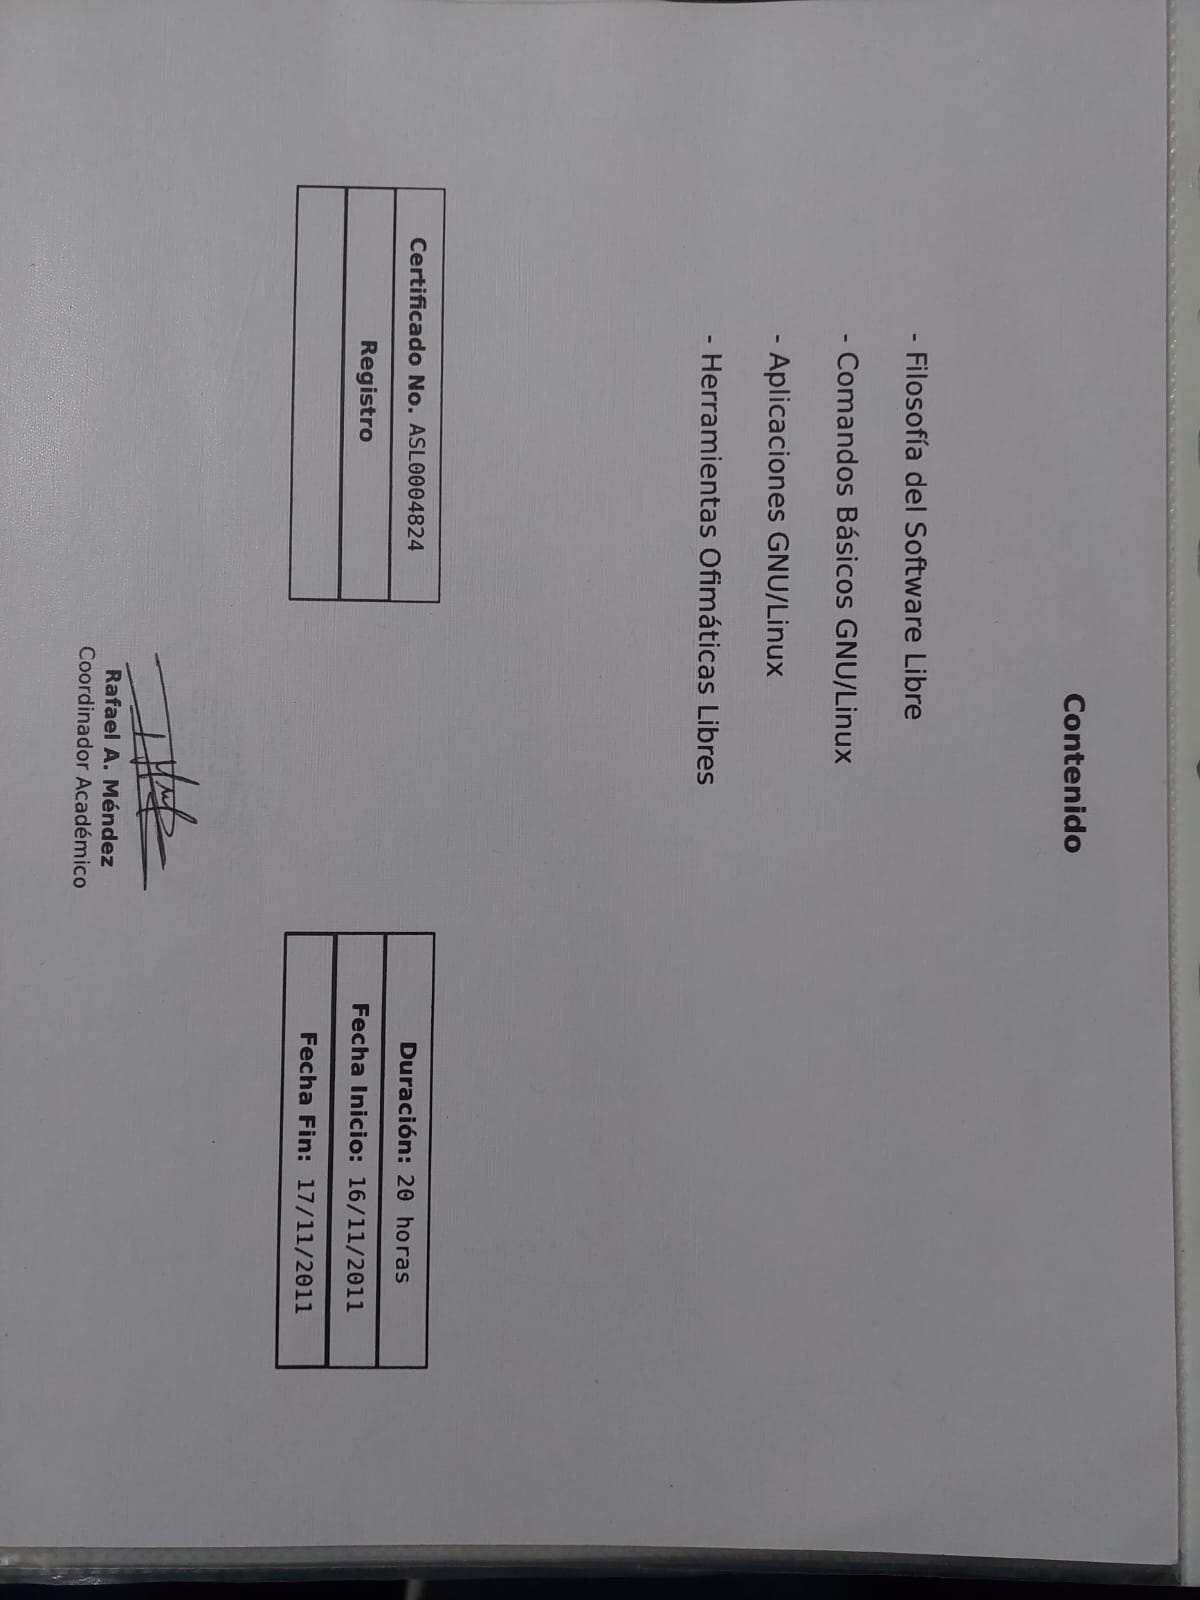 Contenido
- Filosofía del Software Libre
- Comandos Básicos GNU/Linux
- Aplicaciones GNU/Linux
- Herramientas Ofimáticas Libres
Certificado No. ASL0004824
Registro
Duración: 20 horas
Fecha Inicio: 16/11/2011
Fecha Fin: 17/11/2011
Rafael A. Méndez
Coordinador Académico